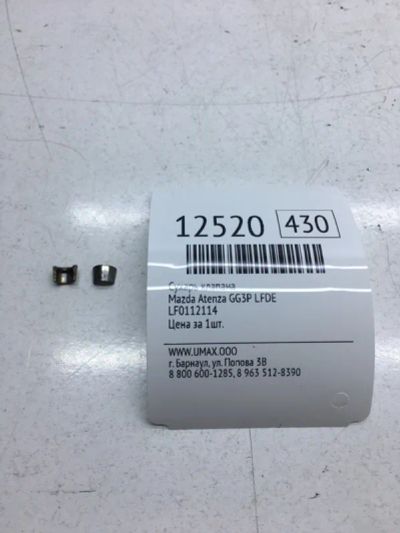 12520 430
Сухарь клапана
Mazda Atenza GG3P LFDE
LF0112114
Цена за 1шт.
WWW.UMAX.OOO
г. Барнаул, ул. Попова 3В
8 800 600-1285, 8 963 512-8390